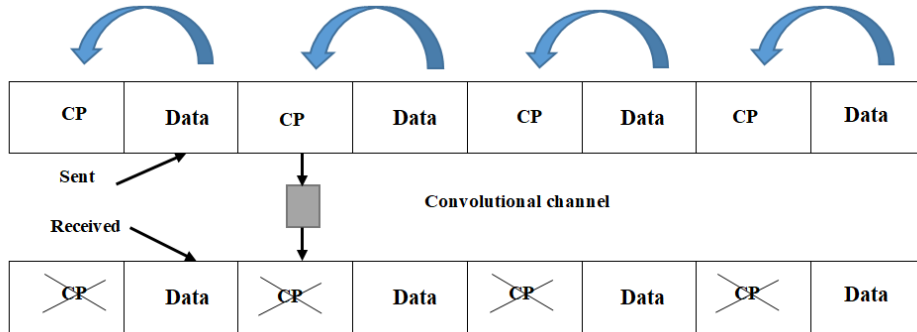 CP Data CP Data CP Data CP Data
Sent
Convolutional channel
Received
CP Data CP Data CP Data CP Data